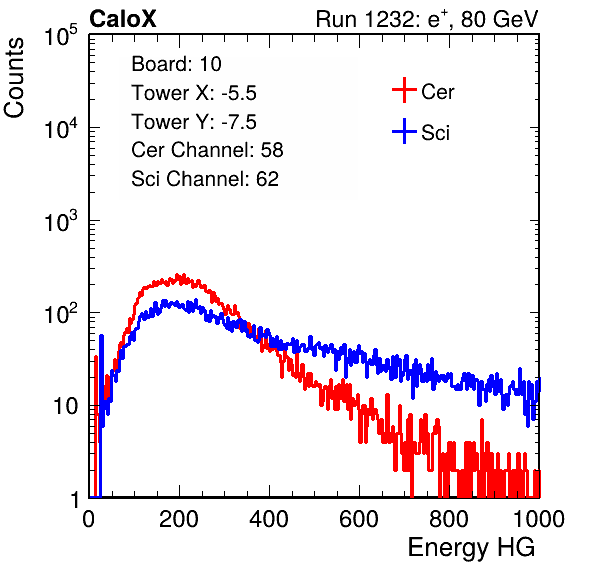 CaloX Run 1232: e⁺, 80 GeV
Counts
Board: 10
Tower X: -5.5
Tower Y: -7.5
Cer Channel: 58
Sci Channel: 62
Cer
Sci
10⁵
10⁴
10³
10²
10
1
0 200 400 600 800 1000
Energy HG